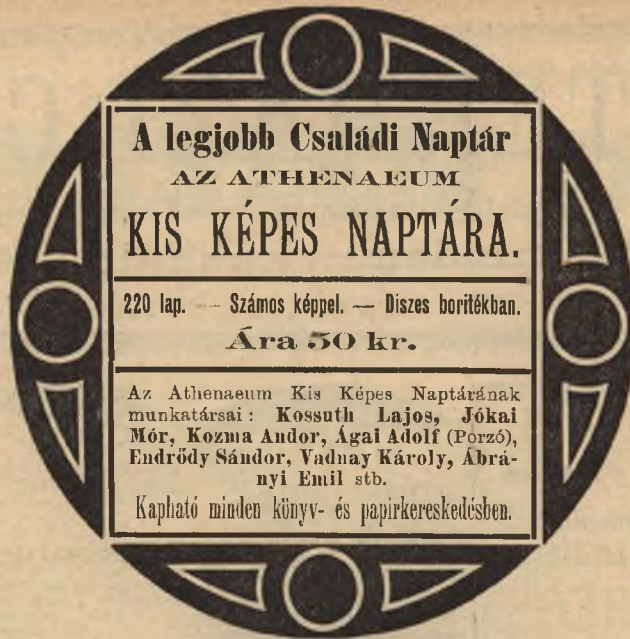 A legjobb Családi Naptár
AZ ATHENAEUM
KIS KÉPES NAPTÁRA.
220 lap. — Számos képpel. — Diszes boritékban.
Ára 50 kr.
Az Athenaeum Kis Képes Naptárának
munkatársai: Kossuth Lajos, Jókai
Mór, Kozma Andor, Ágai Adolf (Porzó),
Endrődy Sándor, Vadnay Károly, Ábrá-
nyi Emil stb.
Kapható minden könyv- és papirkereskedésben.